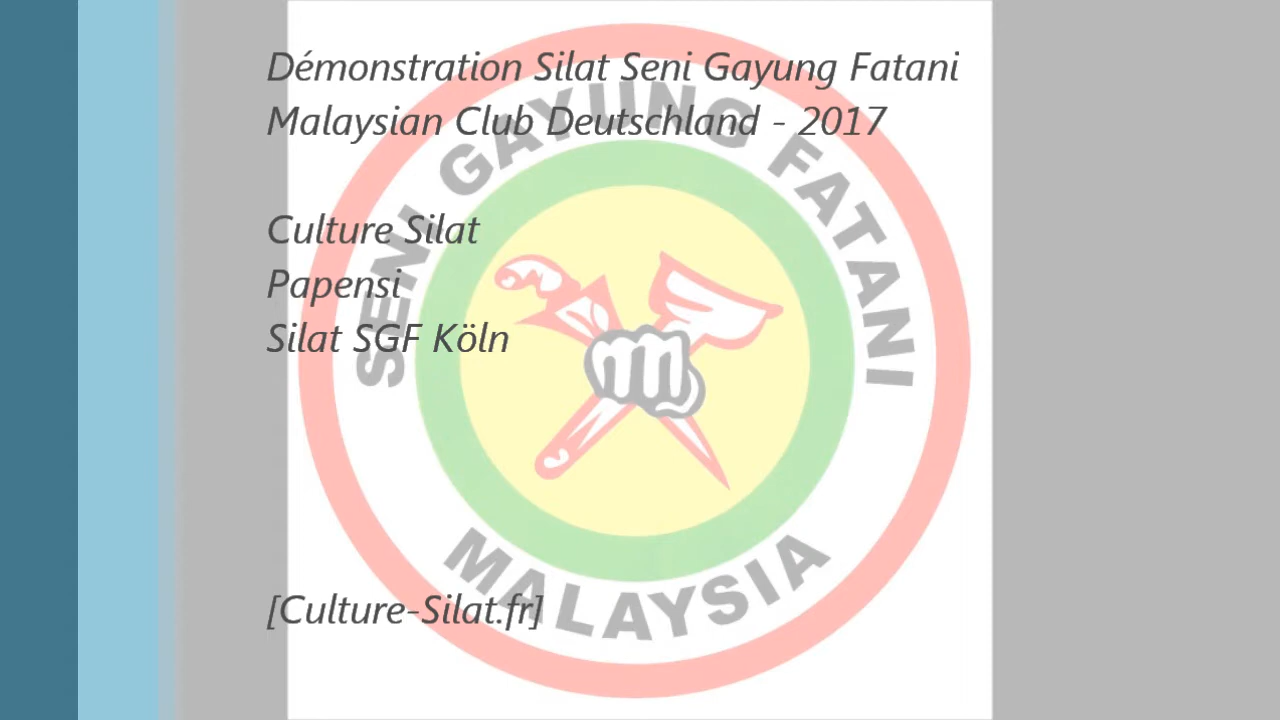 Démonstration Silat Seni Gayung Fatani
Malaysian Club Deutschland - 2017
Culture Silat
Papensi
Silat SGF Köln
[Culture-Silat.fr]
SENI GAYUNG FATANI
MALAYSIA